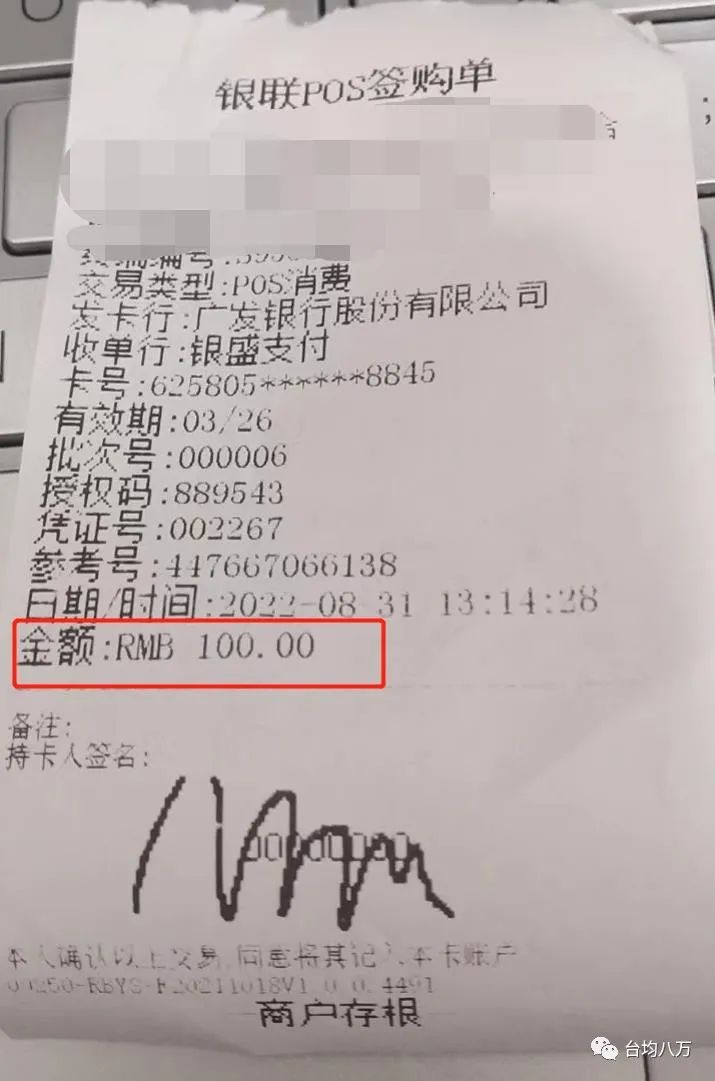 银联POS签购单
终端编号:5950
交易类型:POS消费
发卡行:广发银行股份有限公司
收单行:银盛支付
卡号:625805******8845
有效期:03/26
批次号:000006
授权码:889543
凭证号:002267
参考号:447667066138
日期/时间:2022-08-31 13:14:28
金额:RMB 100.00
备注:
持卡人签名:
本人确认以上交易,同意将其记入本卡账户
商户存根
台均八万